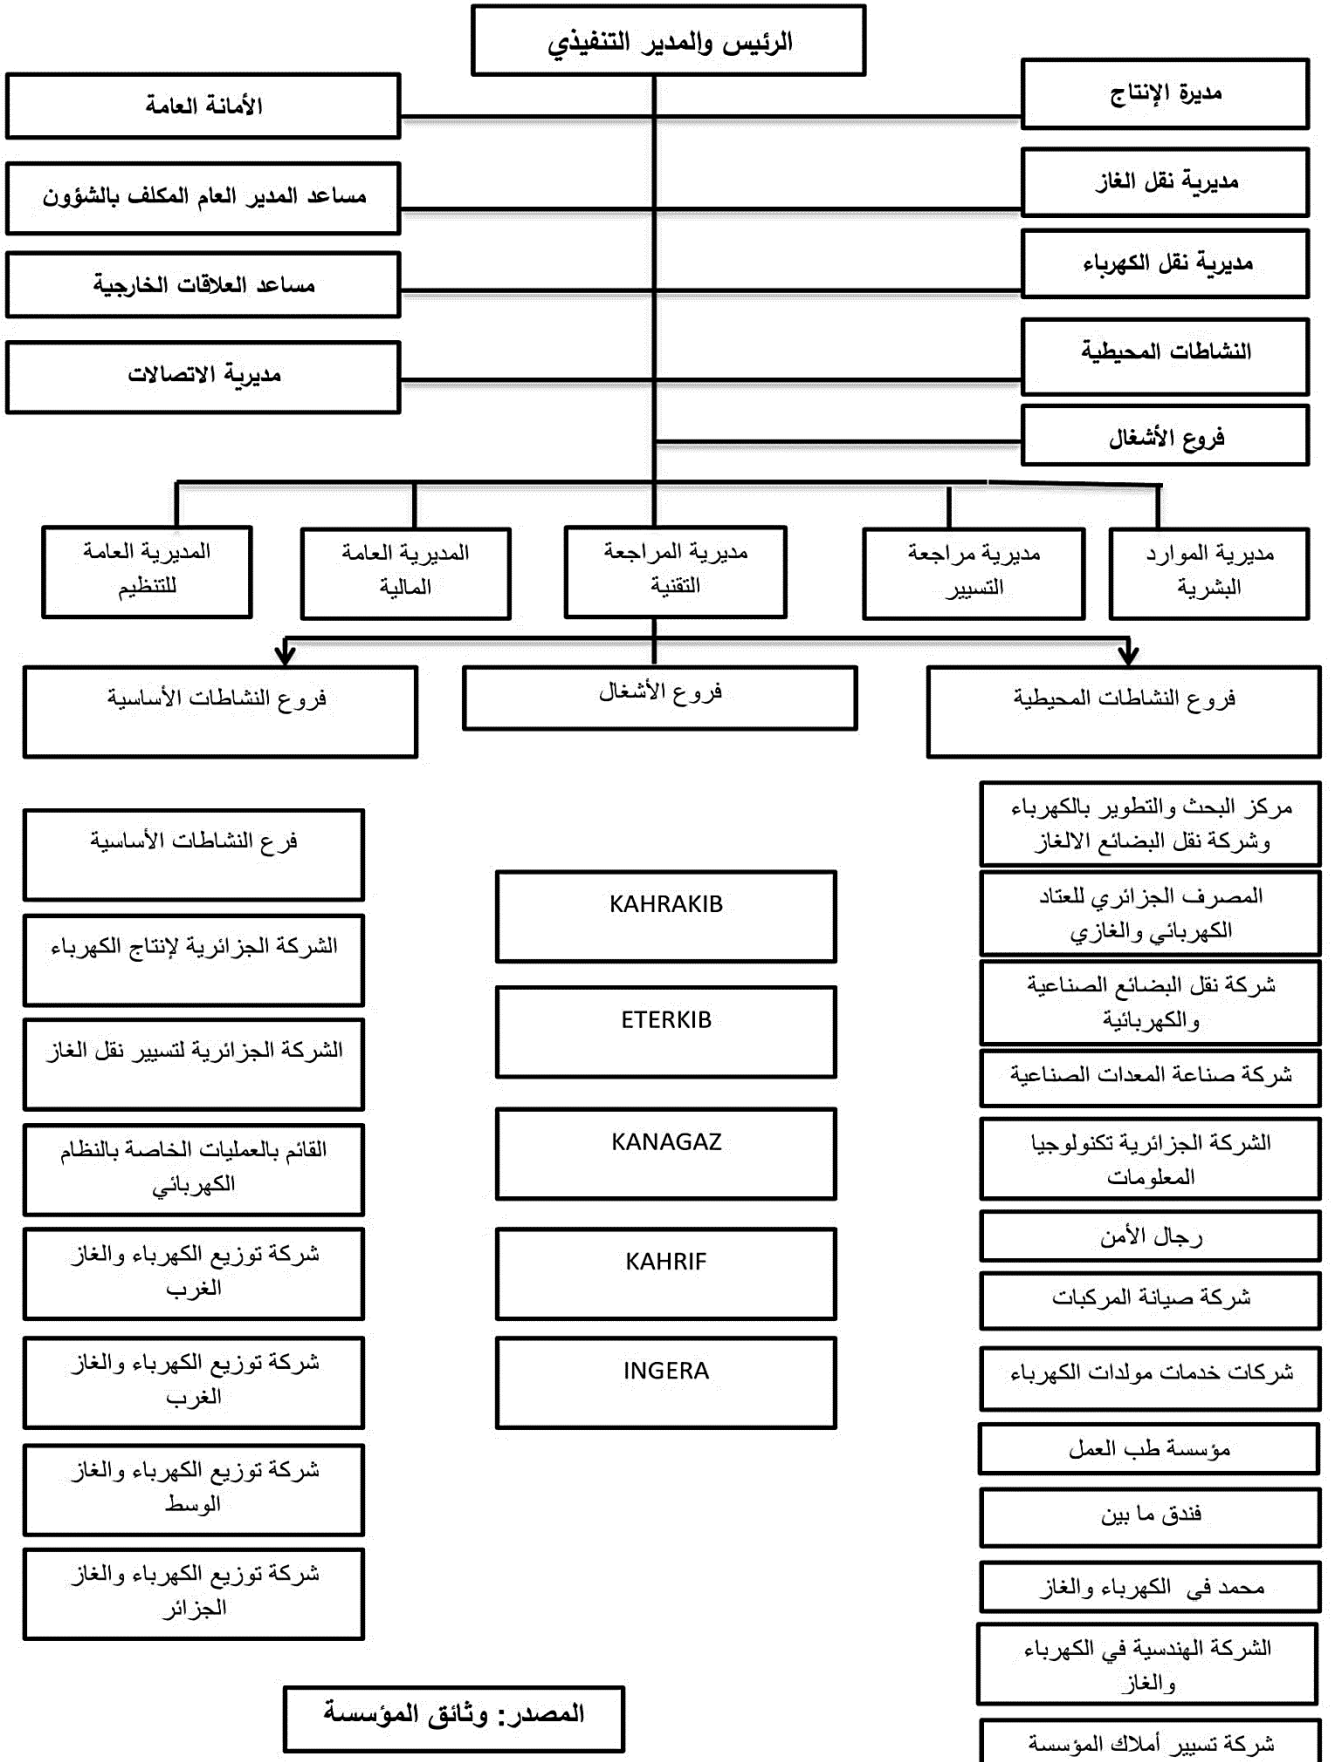 الرئيس والمدير التنفيذي
مديرة الإنتاج
الأمانة العامة
مديرية نقل الغاز
مساعد المدير العام المكلف بالشؤون
مديرية نقل الكهرباء
مساعد العلاقات الخارجية
النشاطات المحيطية
مديرية الاتصالات
فروع الأشغال
مديرية الموارد
البشرية
مديرية مراجعة
التسيير
مديرية المراجعة
التقنية
المديرية العامة
المالية
المديرية العامة
للتنظيم
فروع النشاطات المحيطية
فروع الأشغال
فروع النشاطات الأساسية
مركز البحث والتطوير بالكهرباء
وشركة نقل البضائع الالغاز
المصرف الجزائري للعتاد
الكهربائي والغازي
شركة نقل البضائع الصناعية
والكهربائية
شركة صناعة المعدات الصناعية
الشركة الجزائرية تكنولوجيا
المعلومات
رجال الأمن
شركة صيانة المركبات
شركات خدمات مولدات الكهرباء
مؤسسة طب العمل
فندق ما بين
محمد في الكهرباء والغاز
الشركة الهندسية في الكهرباء
والغاز
شركة تسيير أملاك المؤسسة
KAHRAKIB
ETERKIB
KANAGAZ
KAHRIF
INGERA
فرع النشاطات الأساسية
الشركة الجزائرية لإنتاج الكهرباء
الشركة الجزائرية لتسيير نقل الغاز
القائم بالعمليات الخاصة بالنظام
الكهربائي
شركة توزيع الكهرباء والغاز
الغرب
شركة توزيع الكهرباء والغاز
الغرب
شركة توزيع الكهرباء والغاز
الوسط
شركة توزيع الكهرباء والغاز
الجزائر
المصدر: وثائق المؤسسة